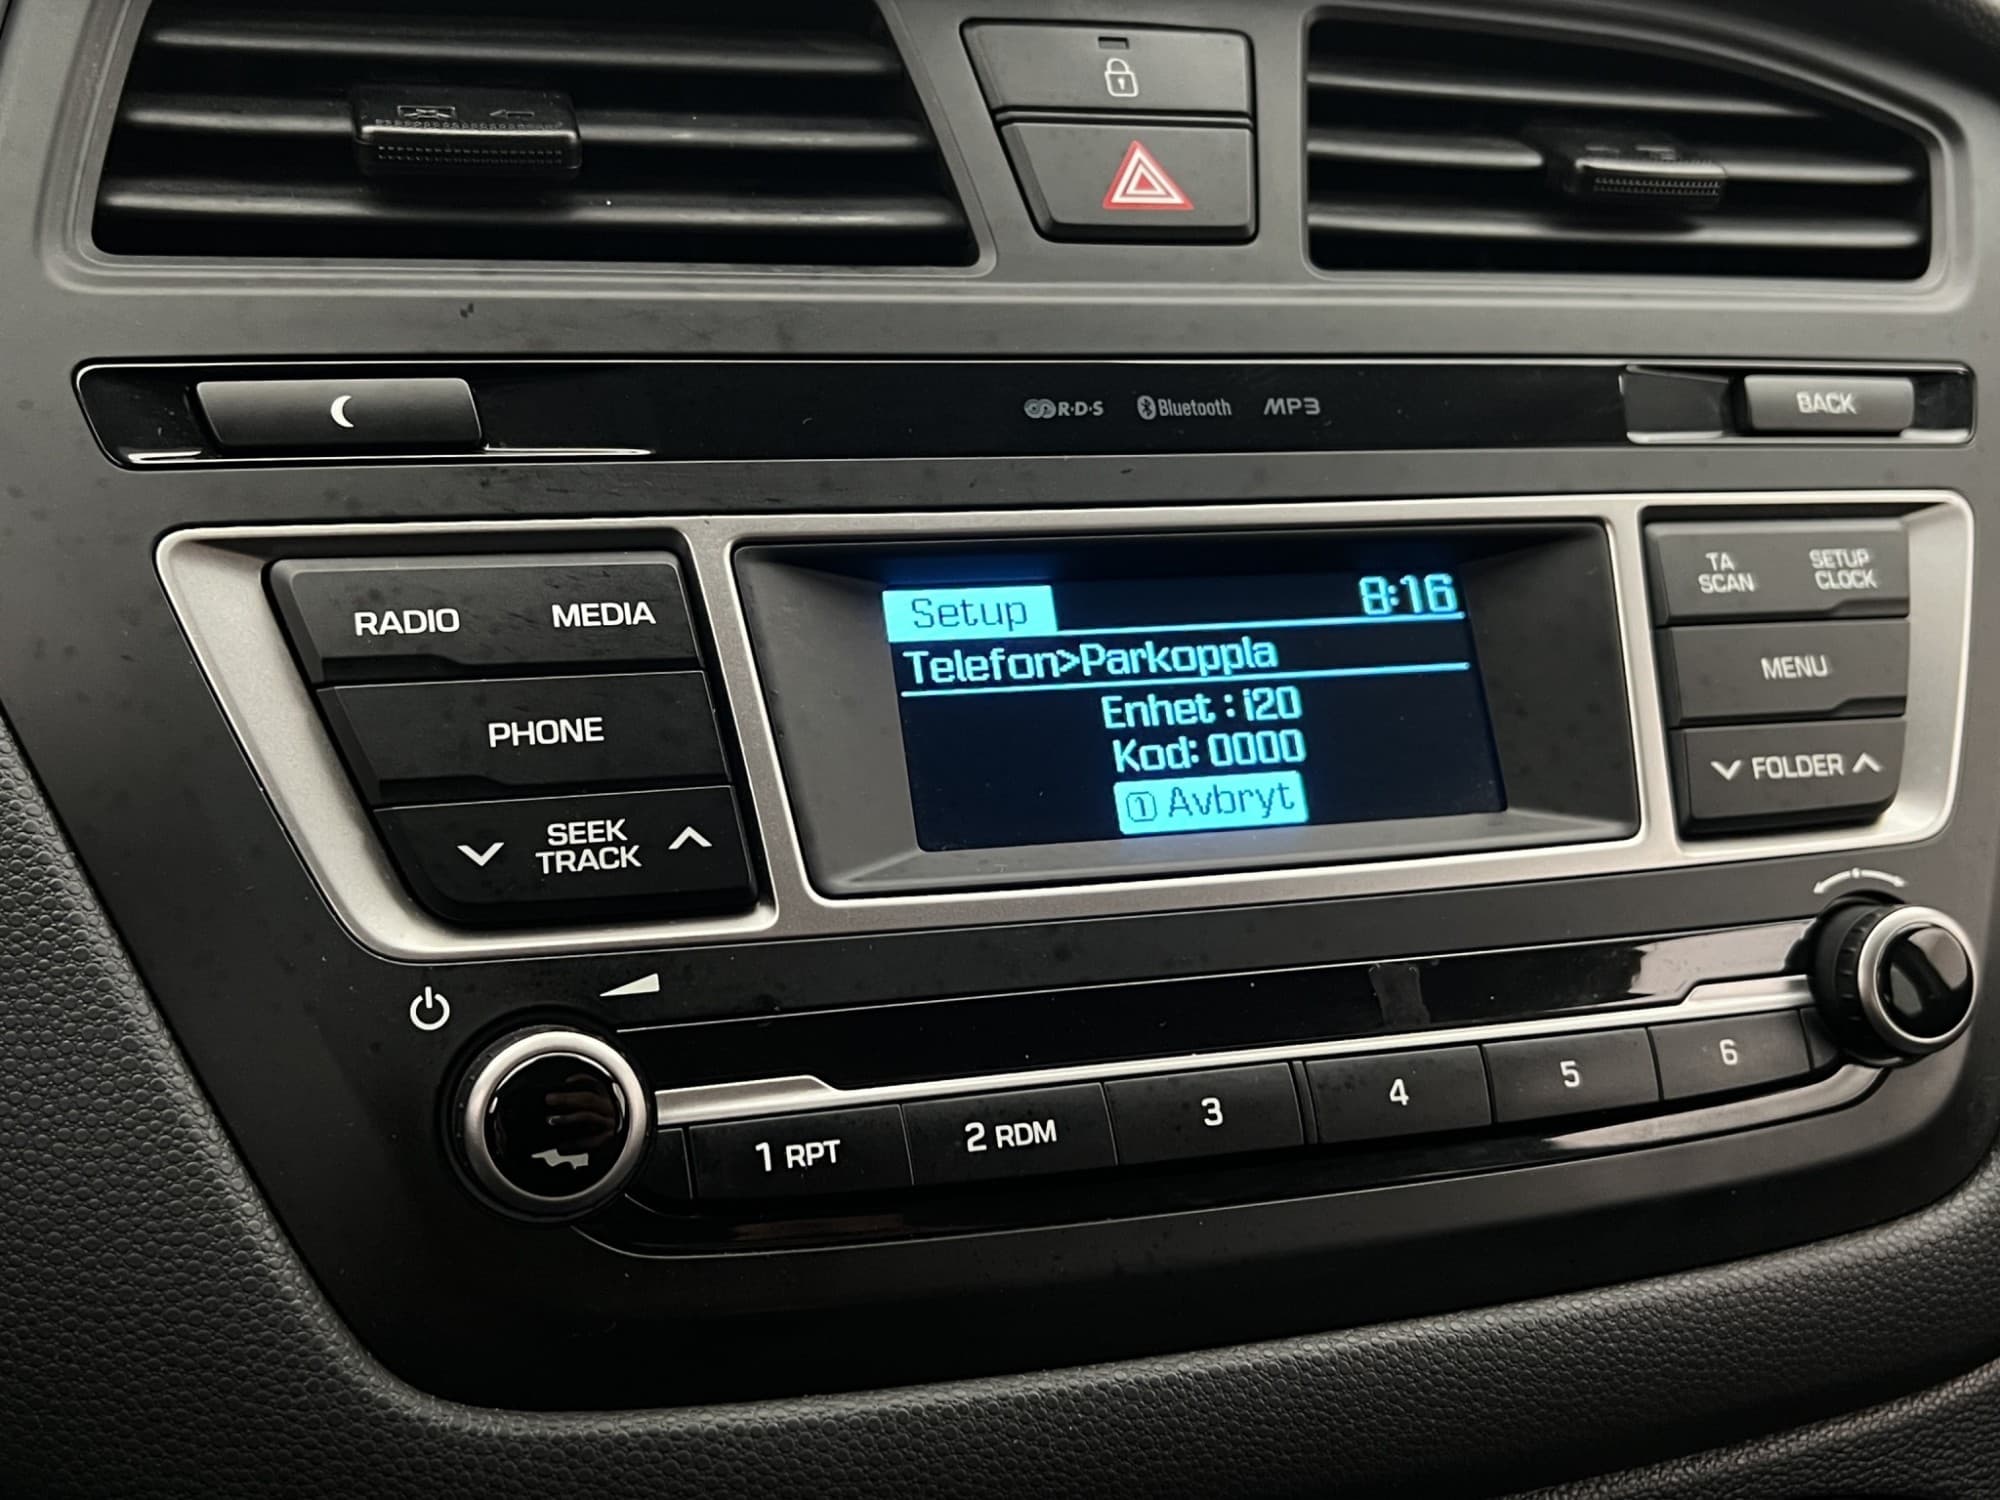 R·D·S Bluetooth MP3
BACK
RADIO MEDIA
PHONE
SEEK
TRACK
Setup 8:16
Telefon>Parkoppla
Enhet : i20
Kod: 0000
1 Avbryt
TA
SCAN
SETUP
CLOCK
MENU
FOLDER
1 RPT
2 RDM
3
4
5
6